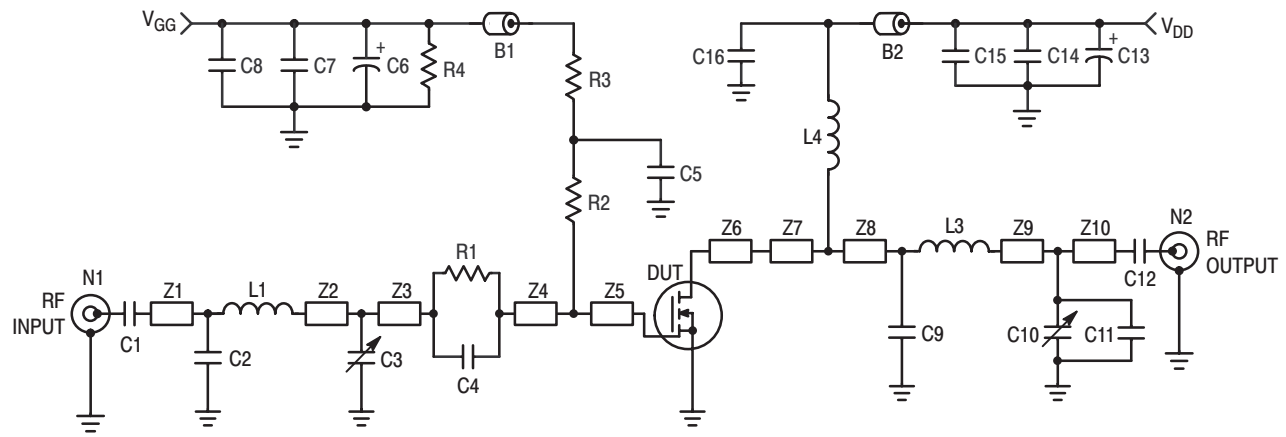 VGG
C8
C7
+
C6
R4
B1
R3
C5
R2
C16
B2
C15
C14
+
C13
VDD
L4
N1
RF
INPUT
C1
Z1
L1
C2
Z2
C3
Z3
R1
C4
Z4
Z5
DUT
Z6
Z7
Z8
C9
L3
Z9
C10
C11
Z10
C12
N2
RF
OUTPUT